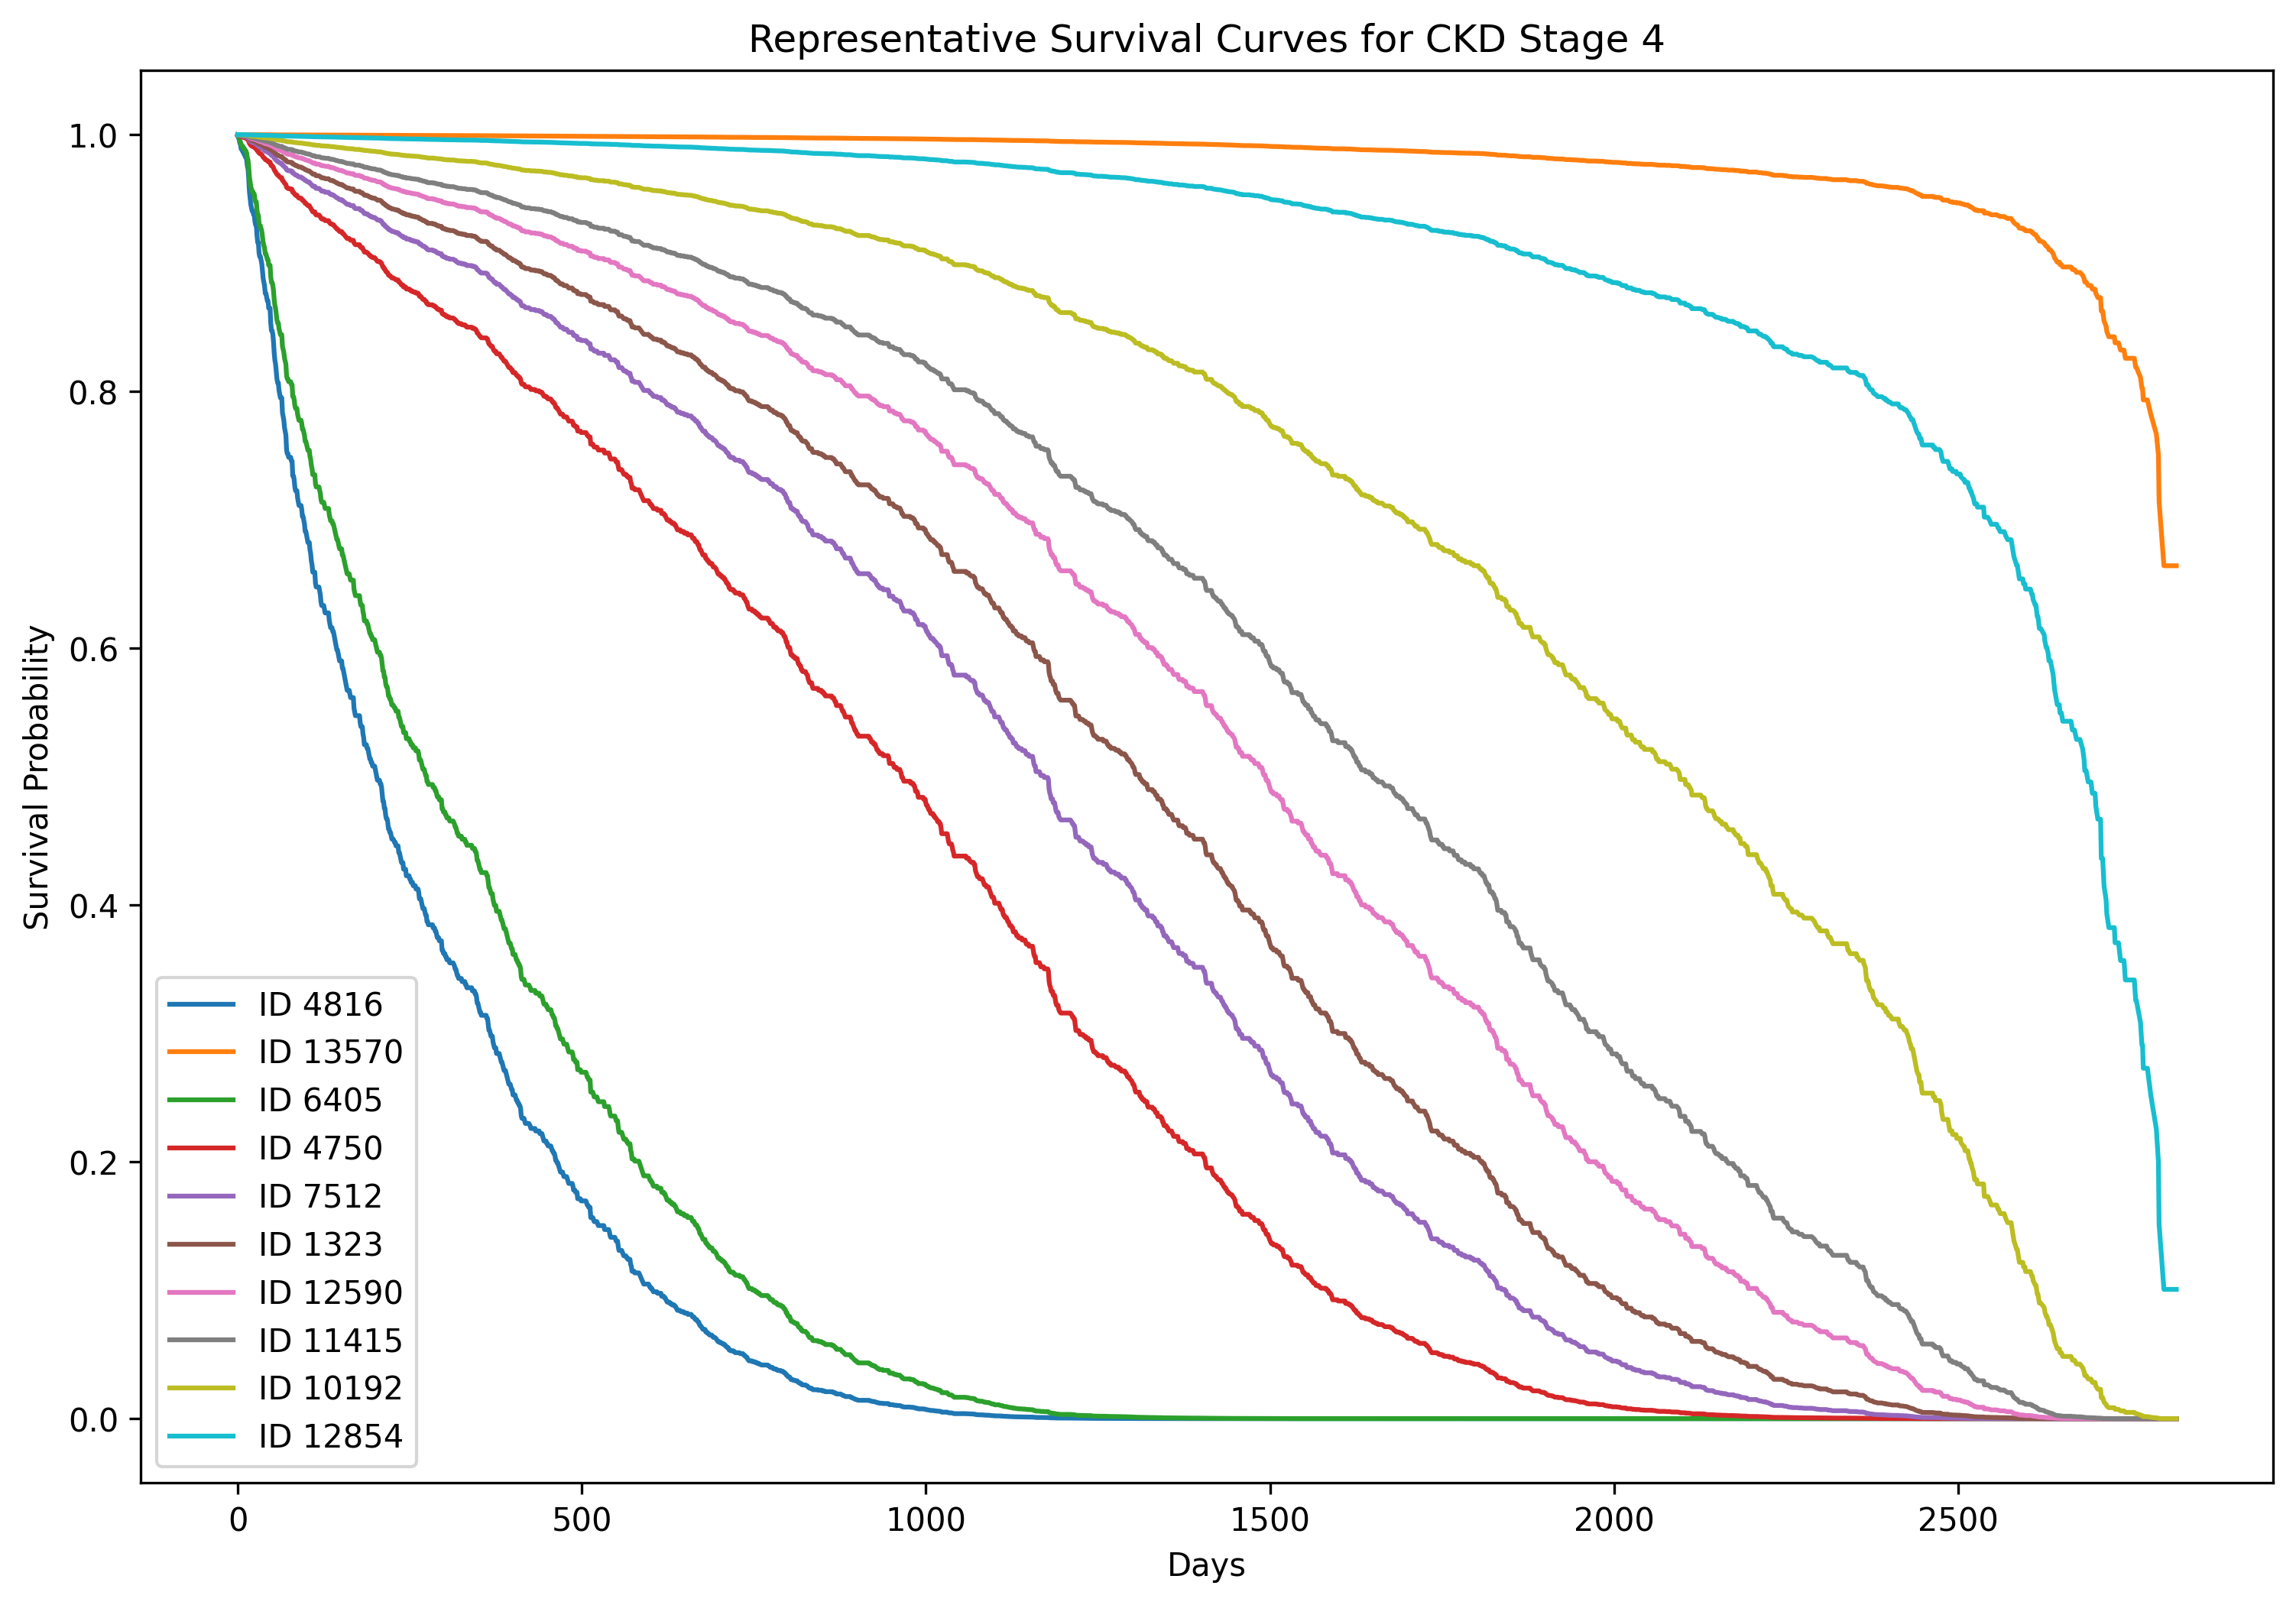 Representative Survival Curves for CKD Stage 4
Survival Probability
1.0
0.8
0.6
0.4
0.2
0.0
ID 4816
ID 13570
ID 6405
ID 4750
ID 7512
ID 1323
ID 12590
ID 11415
ID 10192
ID 12854
0 500 1000 1500 2000 2500
Days